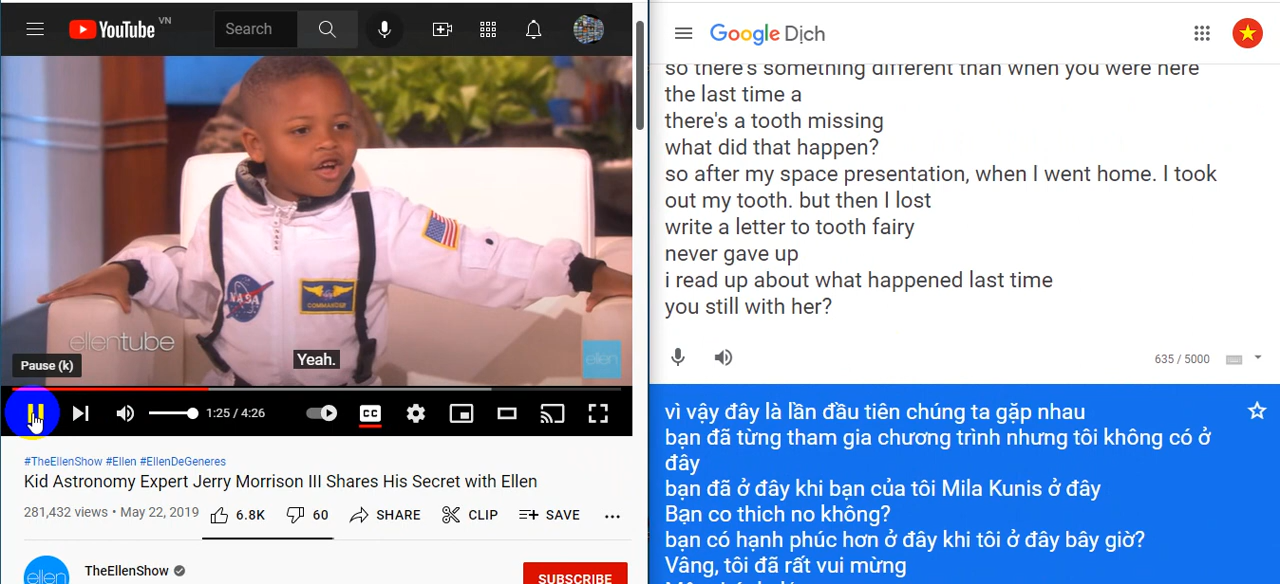 YouTube VN
Search
NASA
COMMANDER
ellentube
Yeah.
ellen
Pause (k)
1:25 / 4:26
CC
#TheEllenShow #Ellen #EllenDeGeneres
Kid Astronomy Expert Jerry Morrison III Shares His Secret with Ellen
281,432 views • May 22, 2019
6.8K
60
SHARE
CLIP
SAVE
ellen
TheEllenShow
SUBSCRIBE
Google Dịch
so there's something different than when you were here
the last time a
there's a tooth missing
what did that happen?
so after my space presentation, when I went home. I took
out my tooth. but then I lost
write a letter to tooth fairy
never gave up
i read up about what happened last time
you still with her?
635 / 5000
vì vậy đây là lần đầu tiên chúng ta gặp nhau
bạn đã từng tham gia chương trình nhưng tôi không có ở
đây
bạn đã ở đây khi bạn của tôi Mila Kunis ở đây
Bạn co thich no không?
bạn có hạnh phúc hơn ở đây khi tôi ở đây bây giờ?
Vâng, tôi đã rất vui mừng